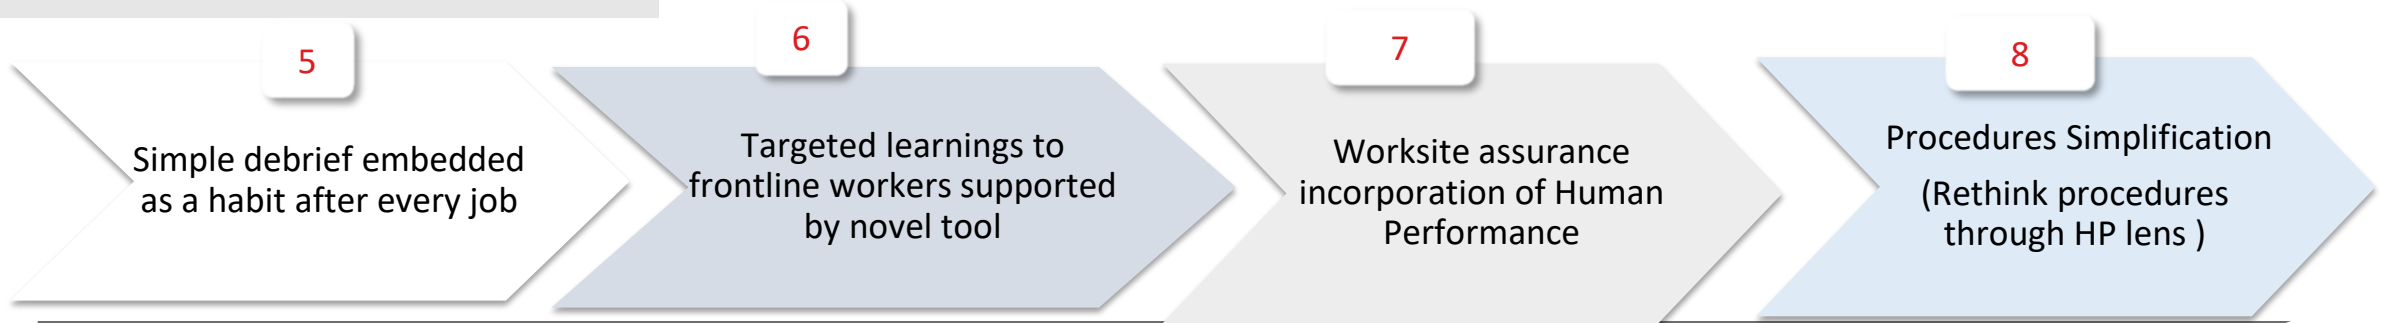 5
Simple debrief embedded
as a habit after every job
6
Targeted learnings to
frontline workers supported
by novel tool
7
Worksite assurance
incorporation of Human
Performance
8
Procedures Simplification
(Rethink procedures
through HP lens )